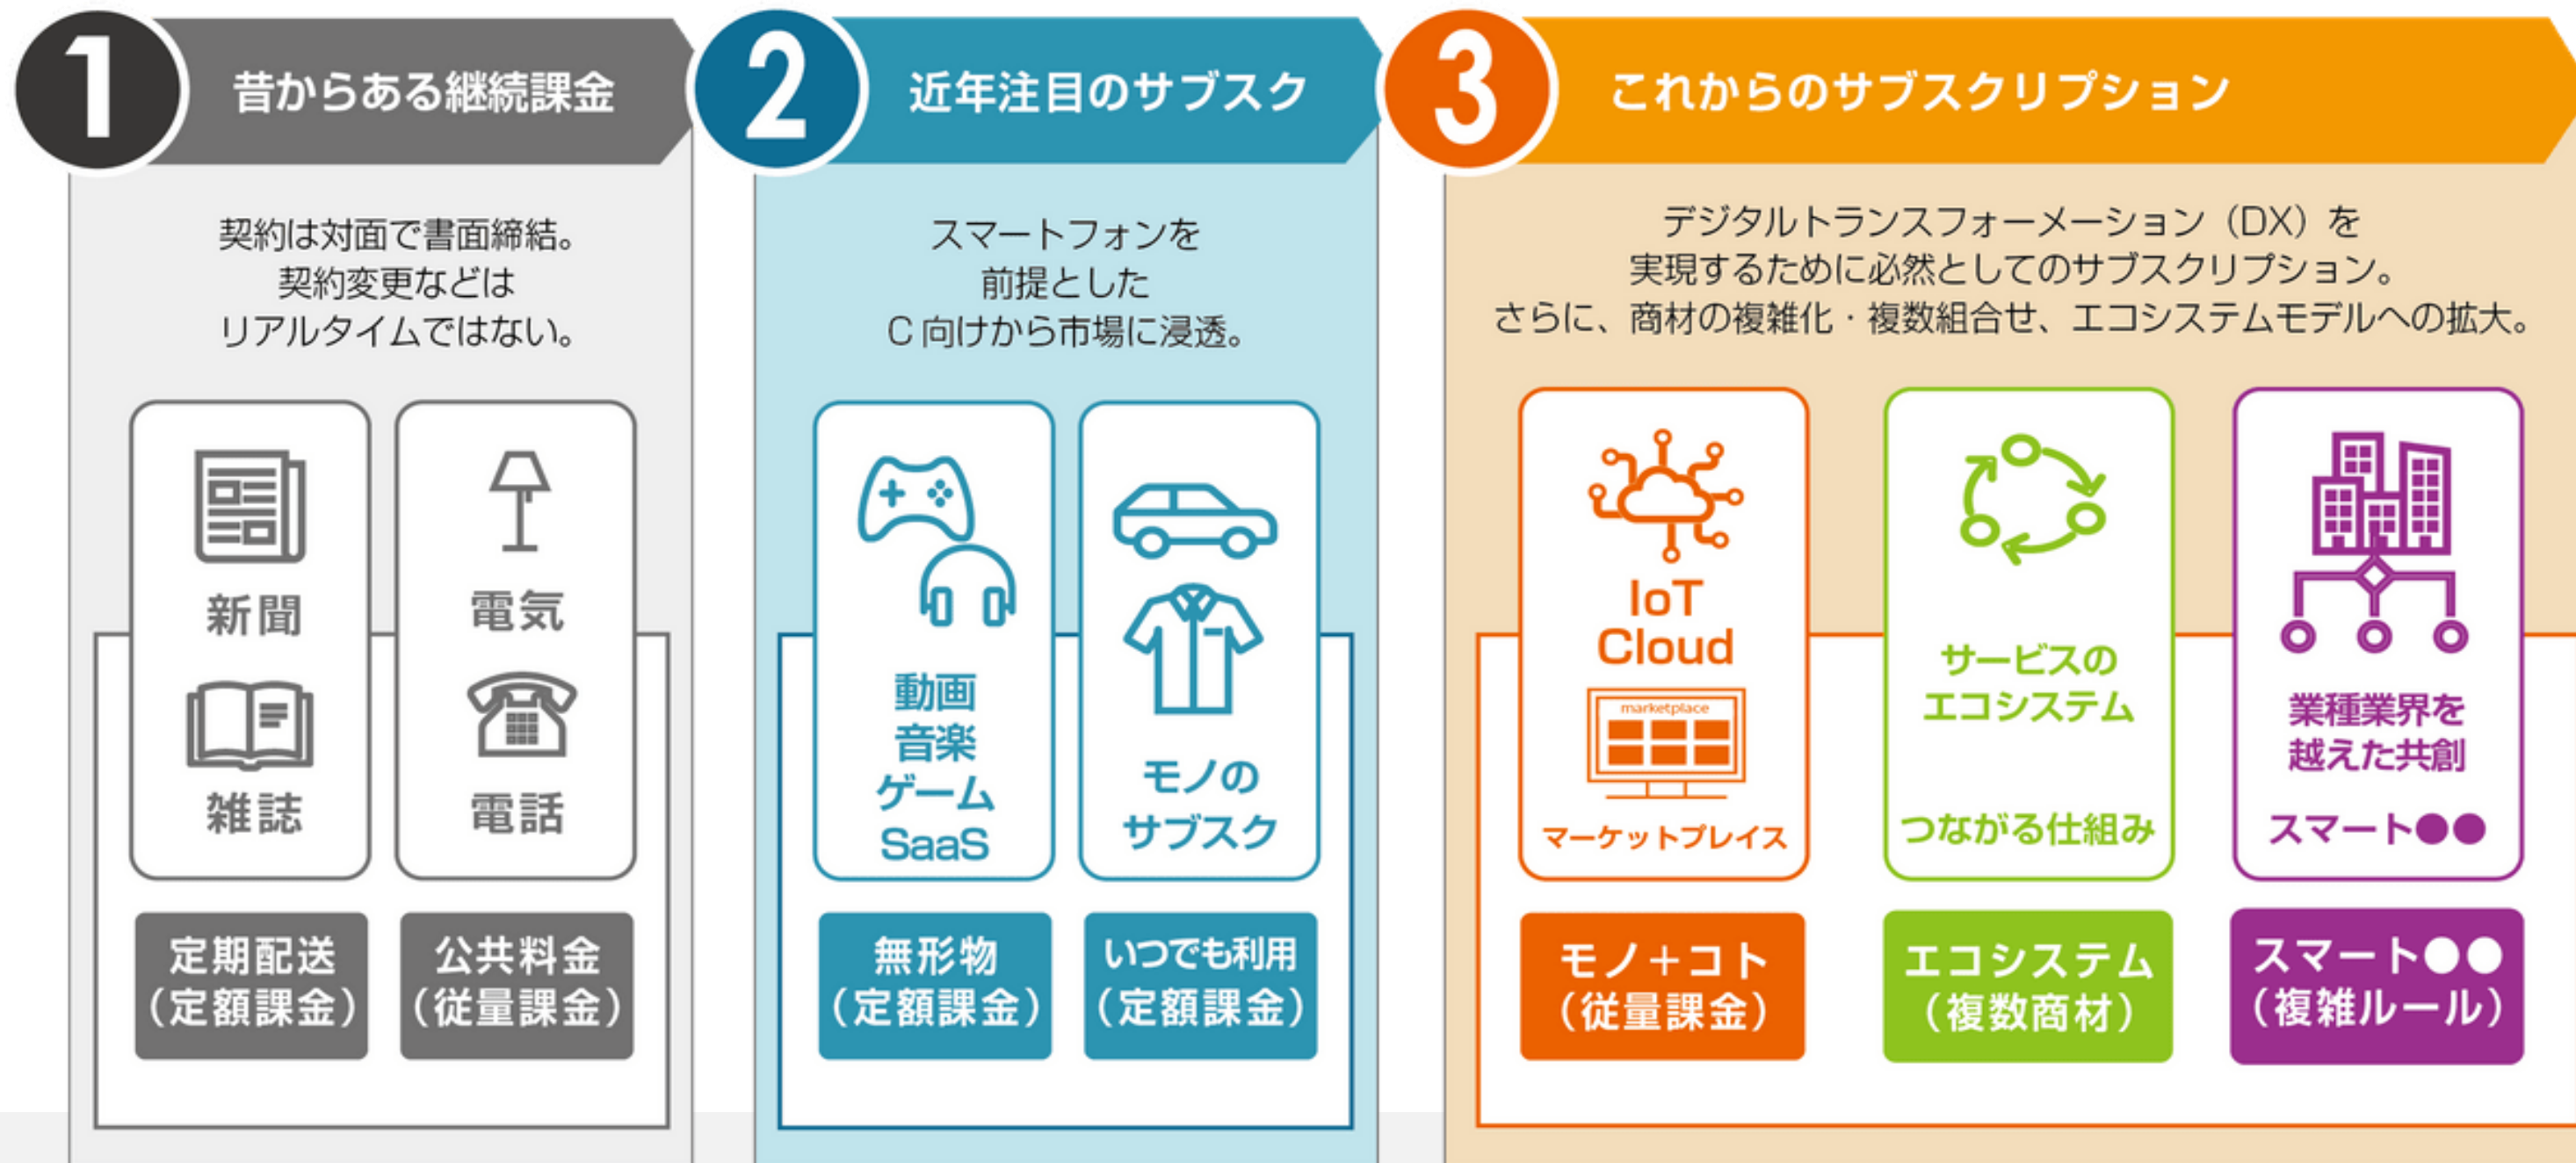 1
昔からある継続課金
契約は対面で書面締結。
契約変更などは
リアルタイムではない。
新聞
雑誌
電気
電話
定期配送
（定額課金）
公共料金
（従量課金）
2
近年注目のサブスク
スマートフォンを
前提とした
C 向けから市場に浸透。
動画
音楽
ゲーム
SaaS
モノの
サブスク
無形物
（定額課金）
いつでも利用
（定額課金）
3
これからのサブスクリプション
デジタルトランスフォーメーション（DX）を
実現するために必然としてのサブスクリプション。
さらに、商材の複雑化・複数組合せ、エコシステムモデルへの拡大。
IoT
Cloud
marketplace
マーケットプレイス
サービスの
エコシステム
つながる仕組み
業種業界を
越えた共創
スマート●●
モノ＋コト
（従量課金）
エコシステム
（複数商材）
スマート●●
（複雑ルール）